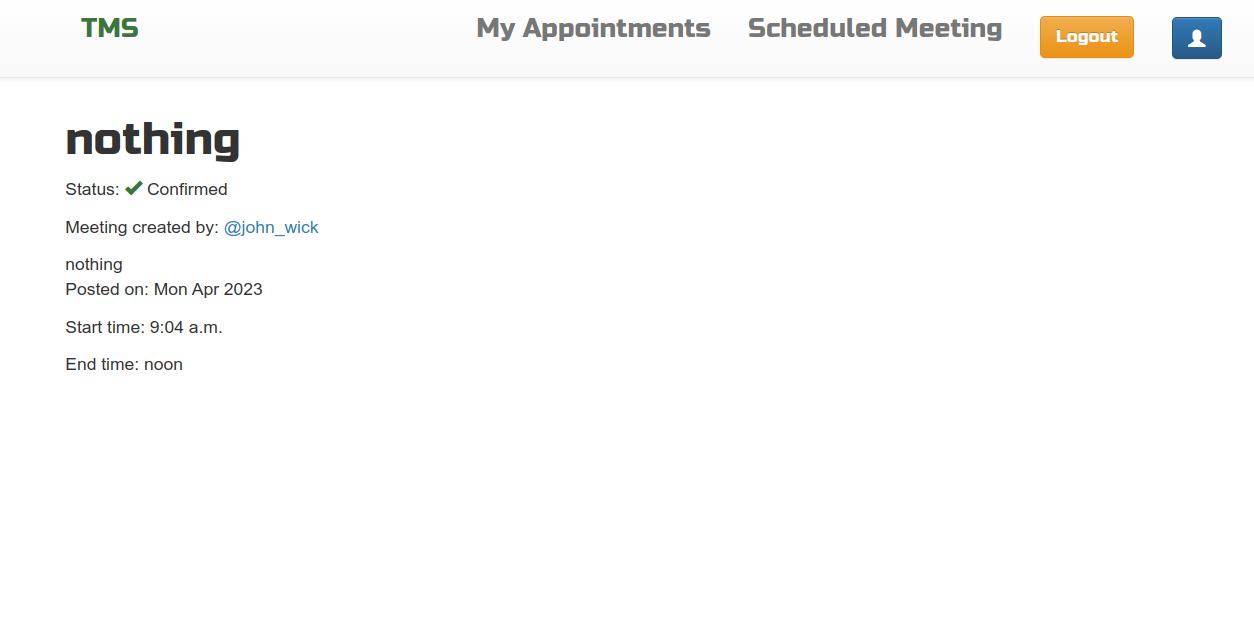 TMS My Appointments Scheduled Meeting Logout
nothing
Status: Confirmed
Meeting created by: @john_wick
nothing
Posted on: Mon Apr 2023
Start time: 9:04 a.m.
End time: noon